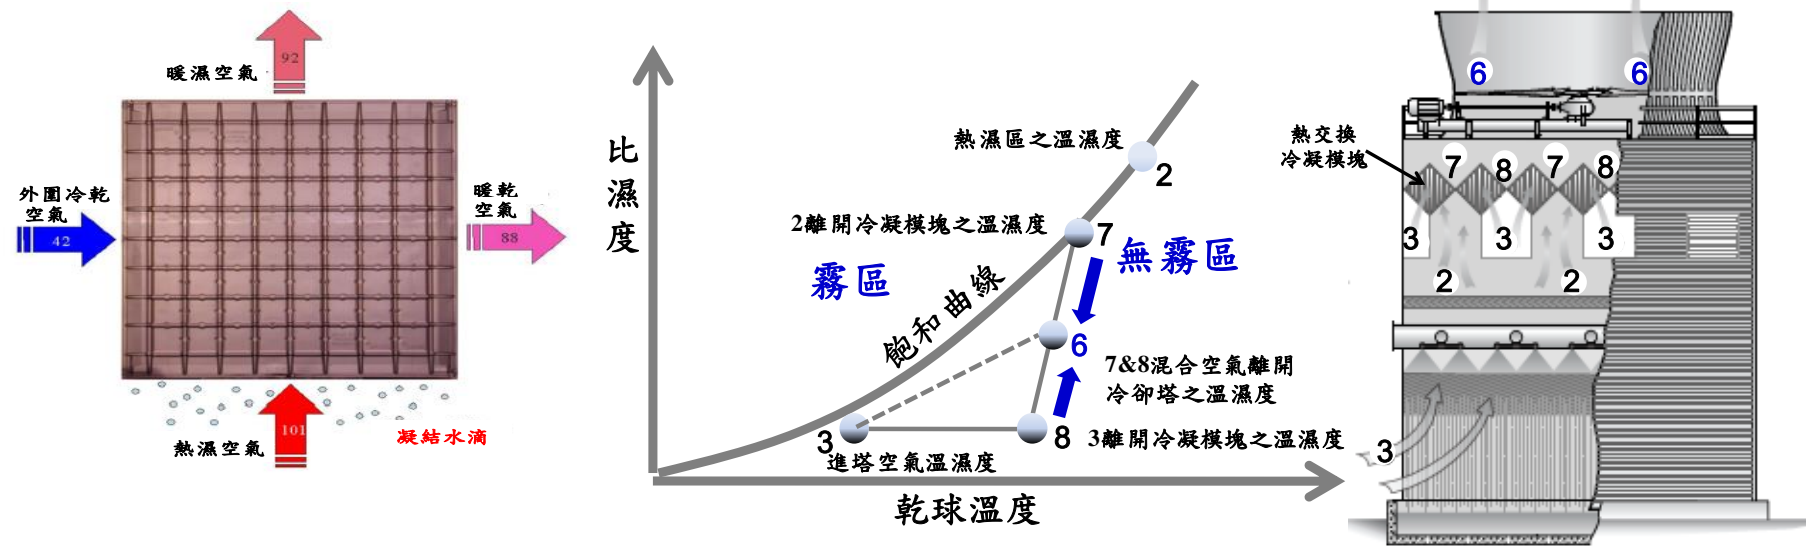 92
暖濕空氣
外圍冷乾
空氣
42
暖乾
空氣
88
101
熱濕空氣
凝結水滴
比濕度
熱濕區之溫濕度
2
2離開冷凝模塊之溫濕度
7
霧區
無霧區
飽和曲線
6
7&8混合空氣離開
冷卻塔之溫濕度
3
8
3離開冷凝模塊之溫濕度
進塔空氣溫濕度
乾球溫度
6
6
熱交換
冷凝模塊
7
8
7
8
3
3
3
2
2
3